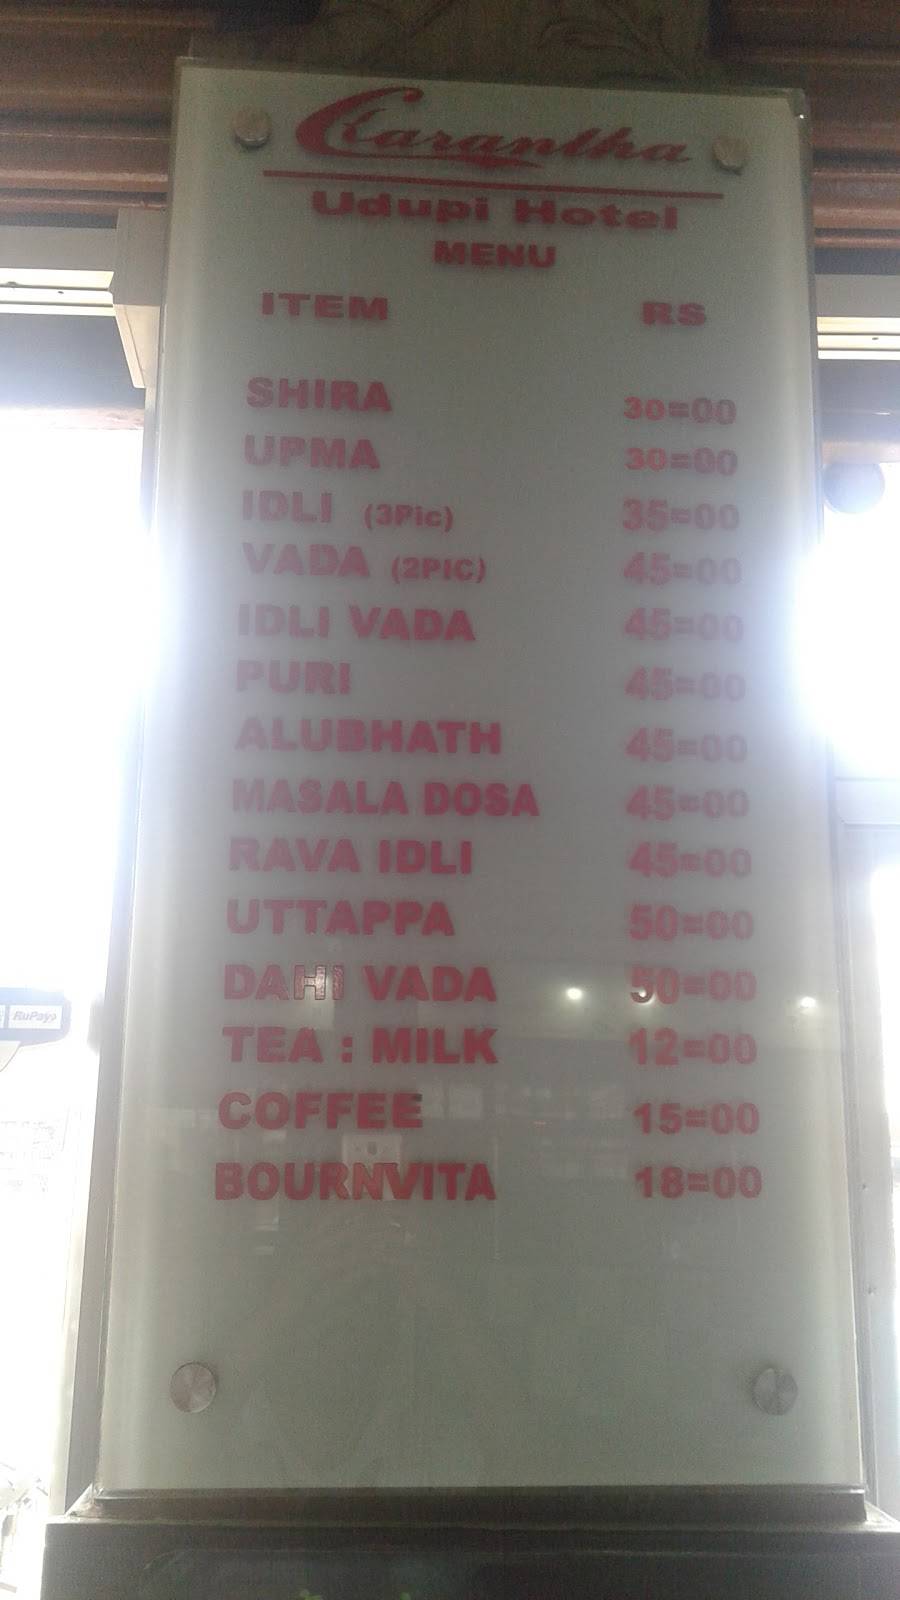 Karantha
Udupi Hotel
MENU
ITEM RS
SHIRA 30=00
UPMA 30=00
IDLI (3Pic) 35=00
VADA (2PIC) 45=00
IDLI VADA 45=00
PURI 45=00
ALUBHATH 45=00
MASALA DOSA 45=00
RAVA IDLI 45=00
UTTAPPA 50=00
DAHI VADA 50=00
TEA : MILK 12=00
COFFEE 15=00
BOURNVITA 18=00
RuPay